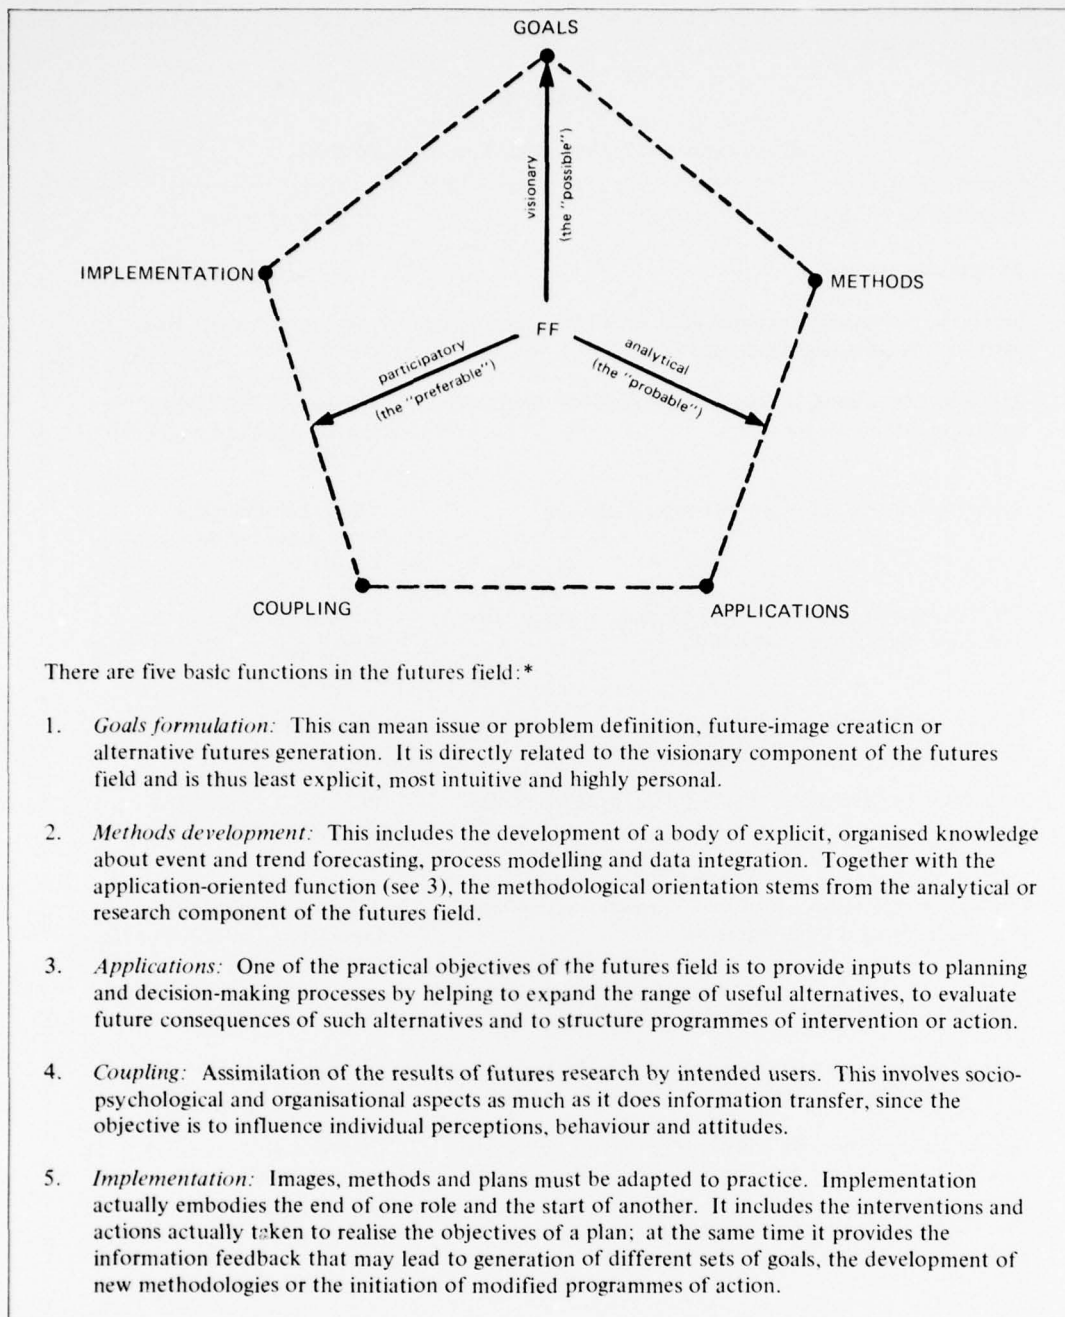 GOALS
visionary
(the "possible")
IMPLEMENTATION
METHODS
FF
participatory
(the "preferable")
analytical
(the "probable")
COUPLING
APPLICATIONS
There are five basic functions in the futures field:*
1. Goals formulation: This can mean issue or problem definition, future-image creation or
alternative futures generation. It is directly related to the visionary component of the futures
field and is thus least explicit, most intuitive and highly personal.
2. Methods development: This includes the development of a body of explicit, organised knowledge
about event and trend forecasting, process modelling and data integration. Together with the
application-oriented function (see 3), the methodological orientation stems from the analytical or
research component of the futures field.
3. Applications: One of the practical objectives of the futures field is to provide inputs to planning
and decision-making processes by helping to expand the range of useful alternatives, to evaluate
future consequences of such alternatives and to structure programmes of intervention or action.
4. Coupling: Assimilation of the results of futures research by intended users. This involves socio-
psychological and organisational aspects as much as it does information transfer, since the
objective is to influence individual perceptions, behaviour and attitudes.
5. Implementation: Images, methods and plans must be adapted to practice. Implementation
actually embodies the end of one role and the start of another. It includes the interventions and
actions actually taken to realise the objectives of a plan; at the same time it provides the
information feedback that may lead to generation of different sets of goals, the development of
new methodologies or the initiation of modified programmes of action.